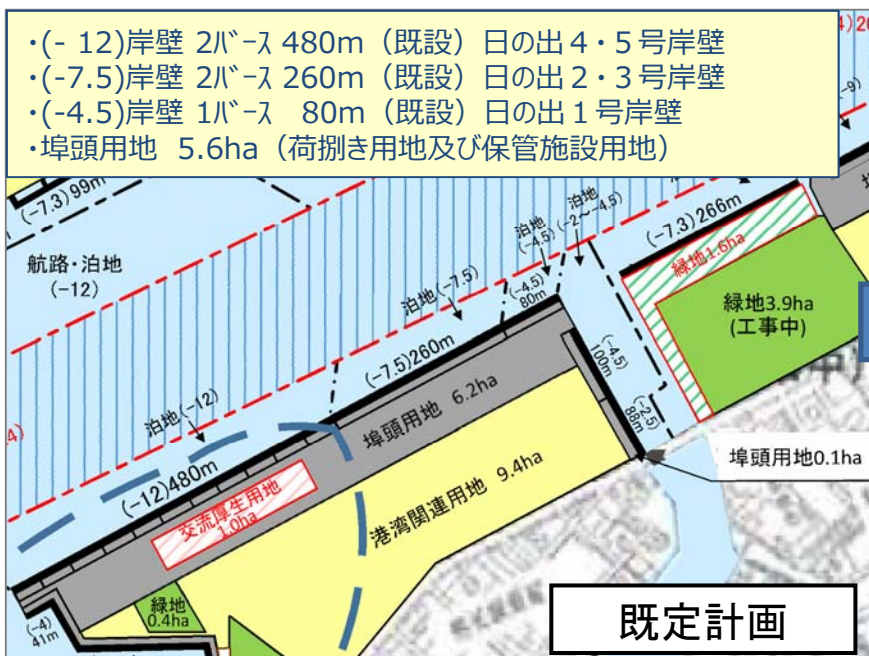 ・(- 12)岸壁 2ﾊﾞｰｽ 480m（既設）日の出４・５号岸壁
・(-7.5)岸壁 2ﾊﾞｰｽ 260m（既設）日の出２・３号岸壁
・(-4.5)岸壁 1ﾊﾞｰｽ 80m（既設）日の出１号岸壁
・埠頭用地 5.6ha（荷捌き用地及び保管施設用地）
(-9)
(-7.3)99m
航路・泊地
(-12)
泊地
(-4.5)
泊地
(-2～-4.5)
(-7.3)266m
緑地1.6ha
緑地3.9ha
(工事中)
泊地(-7.5)
(-4.5)
80m
(-7.5)260m
(-4.5)
100m
(-2.5)
88m
泊地(-12)
(-12)480m
埠頭用地 6.2ha
埠頭用地0.1ha
交流厚生用地
1.0ha
港湾関連用地 9.4ha
緑地
0.4ha
(-4)
41m
既定計画